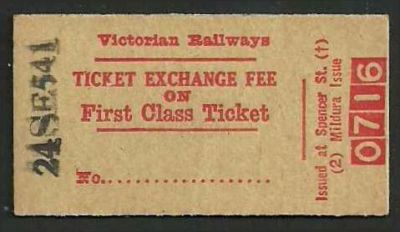 Victorian Railways
TICKET EXCHANGE FEE
ON
First Class Ticket
No...................
24SE541
Issued at Spencer St. (†)
(2) Mildura Issue
0716